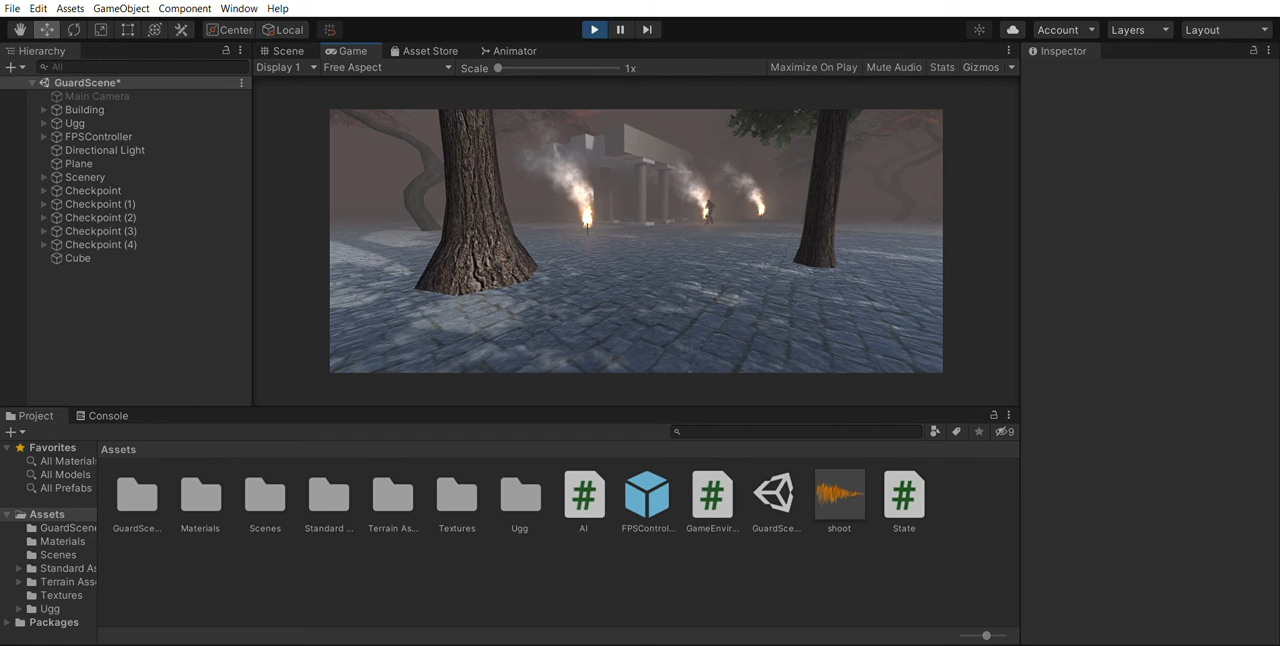 File Edit Assets GameObject Component Window Help
Center Local Account Layers Layout
Hierarchy Scene Game Asset Store Animator Inspector
All Display 1 Free Aspect Scale 1x Maximize On Play Mute Audio Stats Gizmos
GuardScene*
Main Camera
Building
Ugg
FPSController
Directional Light
Plane
Scenery
Checkpoint
Checkpoint (1)
Checkpoint (2)
Checkpoint (3)
Checkpoint (4)
Cube
Project Console
9
Favorites
All Material
All Models
All Prefabs
Assets
GuardScene
Materials
Scenes
Standard As
Terrain Asse
Textures
Ugg
Packages
Assets
GuardSce... Materials Scenes Standard ... Terrain As... Textures Ugg AI FPSControl... GameEnvir... GuardSce... shoot State